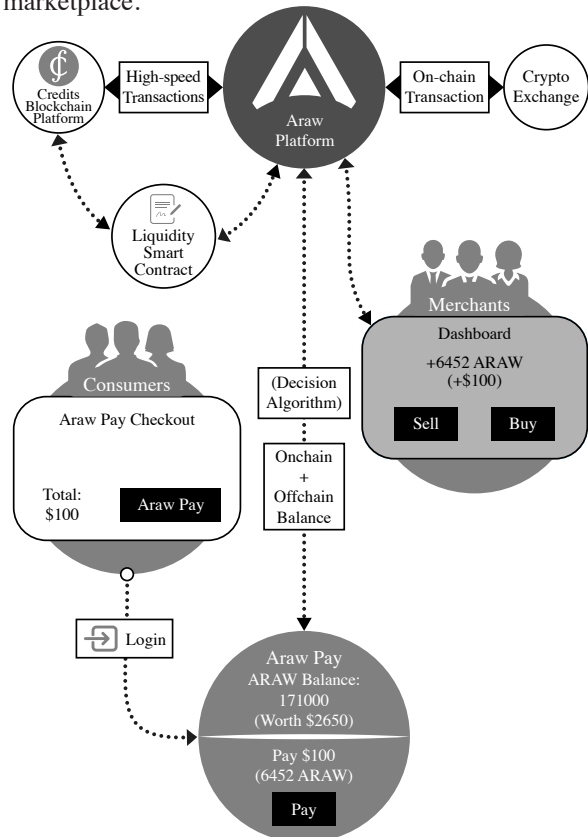 marketplace.
Credits
Blockchain
Platform
High-speed
Transactions
Araw
Platform
On-chain
Transaction
Crypto
Exchange
Liquidity
Smart
Contract
Merchants
Dashboard
+6452 ARAW
(+$100)
Sell
Buy
Consumers
Araw Pay Checkout
Total:
$100
Araw Pay
(Decision
Algorithm)
Onchain
+
Offchain
Balance
Login
Araw Pay
ARAW Balance:
171000
(Worth $2650)
Pay $100
(6452 ARAW)
Pay